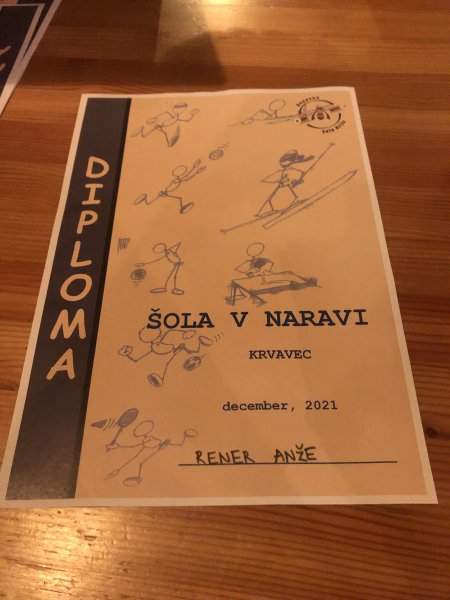 DIPLOMA
ŠOLA V NARAVI
KRVAVEC
december, 2021
RENER ANŽE